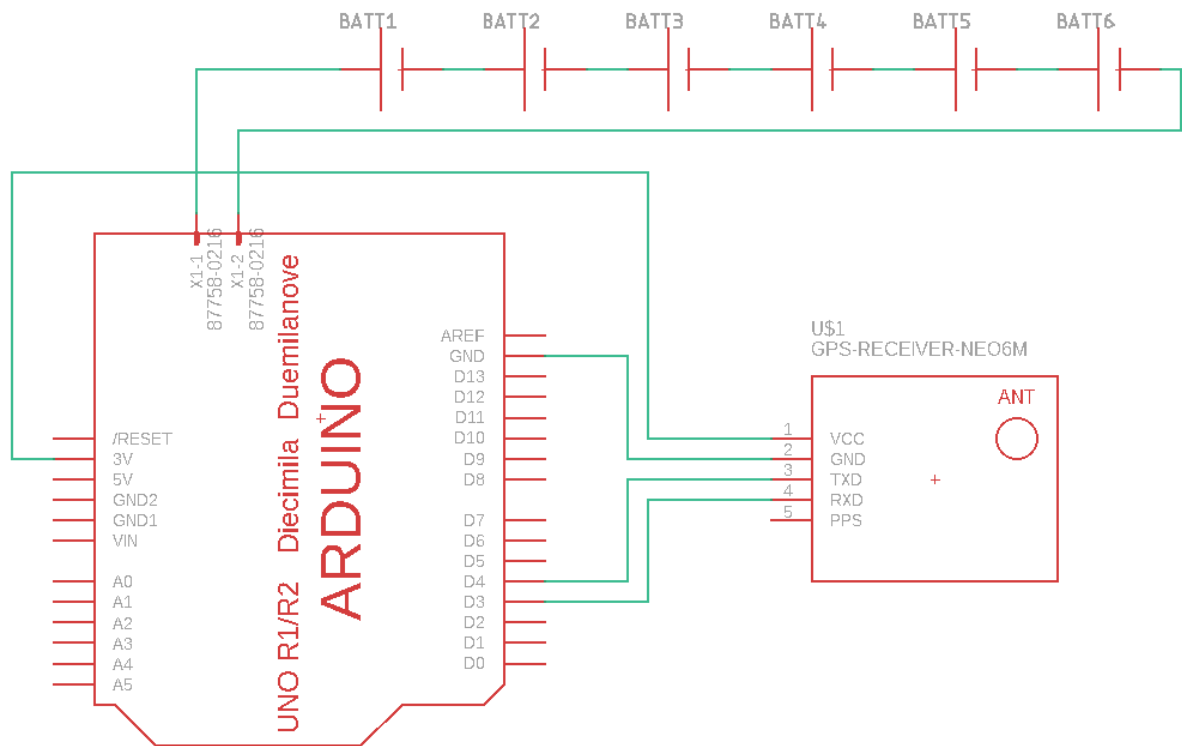 BATT1
BATT2
BATT3
BATT4
BATT5
BATT6
X1-1
87758-0216
X1-2
87758-0216
UNO R1/R2 Diecimila Duemilanove
ARDUINO
/RESET
3V
5V
GND2
GND1
VIN
A0
A1
A2
A3
A4
A5
AREF
GND
D13
D12
D11
D10
D9
D8
D7
D6
D5
D4
D3
D2
D1
D0
U$1
GPS-RECEIVER-NEO6M
ANT
1 VCC
2 GND
3 TXD
4 RXD
5 PPS